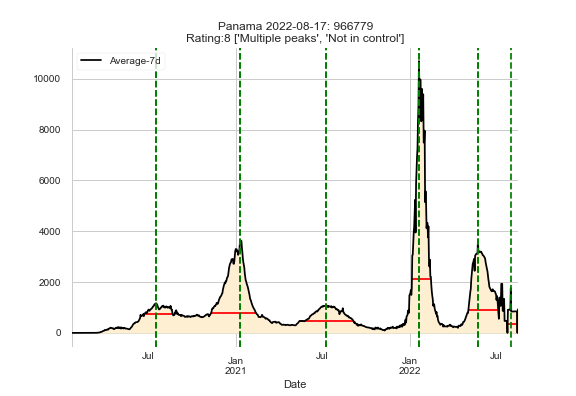 Panama 2022-08-17: 966779
Rating:8 ['Multiple peaks', 'Not in control']
Average-7d
10000
8000
6000
4000
2000
0
Jul
Jan
2021
Jul
Jan
2022
Jul
Date